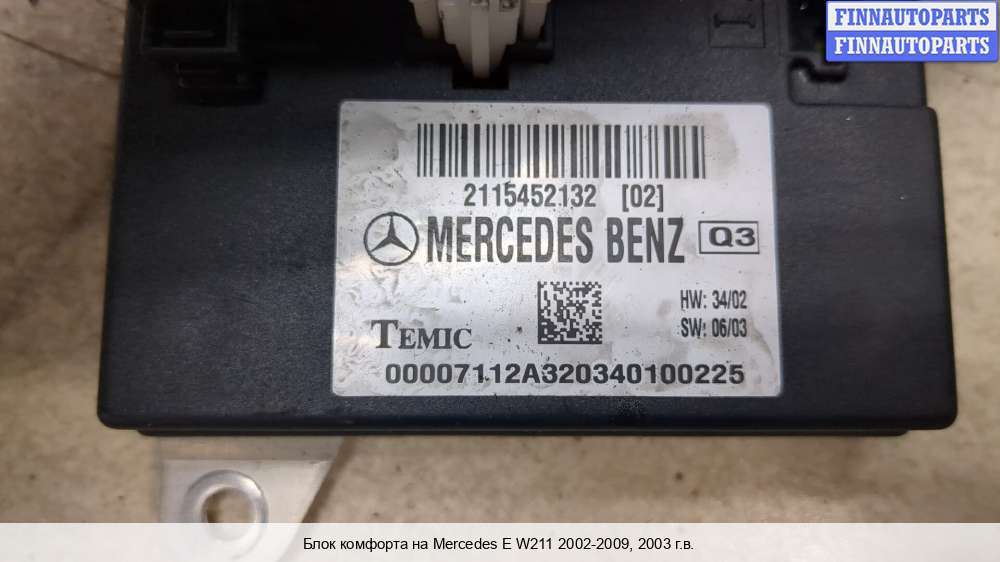 FINNAUTOPARTS
FINNAUTOPARTS
2115452132 [02]
MERCEDES BENZ Q3
HW: 34/02
SW: 06/03
TEMIC
00007112A320340100225
Блок комфорта на Mercedes E W211 2002-2009, 2003 г.в.